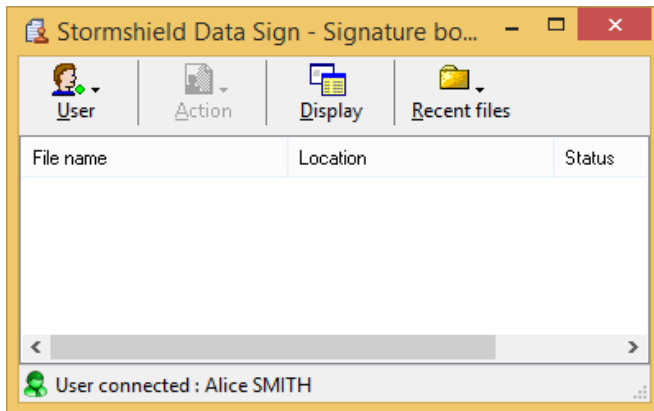 Stormshield Data Sign - Signature bo...
User Action Display Recent files
File name Location Status
User connected : Alice SMITH